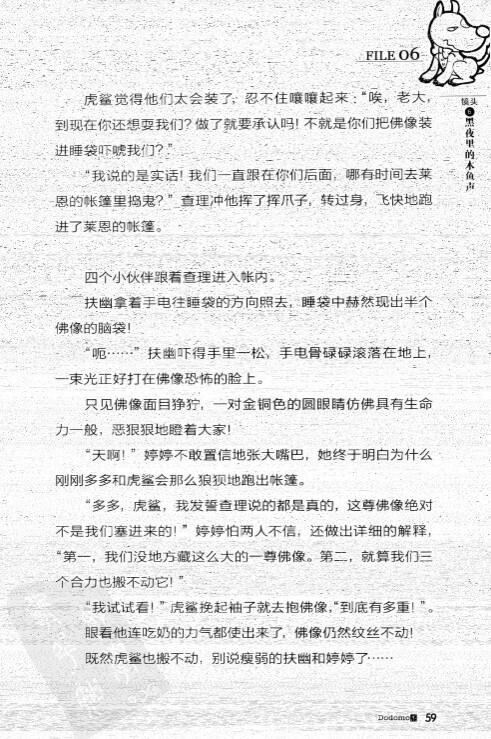 FILE 06
镜头
6
黑夜里的木鱼声
虎鲨觉得他们太会装了，忍不住嚷嚷起来：“唉，老大，
到现在你还想耍我们？做了就要承认吗！不就是你们把佛像装
进睡袋吓唬我们？”
“我说的是实话！我们一直跟在你们后面，哪有时间去莱
恩的帐篷里捣鬼？”查理冲他挥了挥爪子，转过身，飞快地跑
进了莱恩的帐篷。
四个小伙伴跟着查理进入帐内。
扶幽拿着手电往睡袋的方向照去，睡袋中赫然现出半个
佛像的脑袋！
“呃……”扶幽吓得手里一松，手电骨碌碌滚落在地上，
一束光正好打在佛像恐怖的脸上。
只见佛像面目狰狞，一对金铜色的圆眼睛仿佛具有生命
力一般，恶狠狠地瞪着大家！
“天啊！”婷婷不敢置信地张大嘴巴，她终于明白为什么
刚刚多多和虎鲨会那么狼狈地跑出帐篷。
“多多，虎鲨，我发誓查理说的都是真的，这尊佛像绝对
不是我们塞进来的！”婷婷怕两人不信，还做出详细的解释，
“第一，我们没地方藏这么大的一尊佛像。第二，就算我们三
个合力也搬不动它！”
“我试试看！”虎鲨挽起袖子就去抱佛像，“到底有多重！”。
眼看他连吃奶的力气都使出来了，佛像仍然纹丝不动！
既然虎鲨也搬不动，别说瘦弱的扶幽和婷婷了……
Dodomo 59